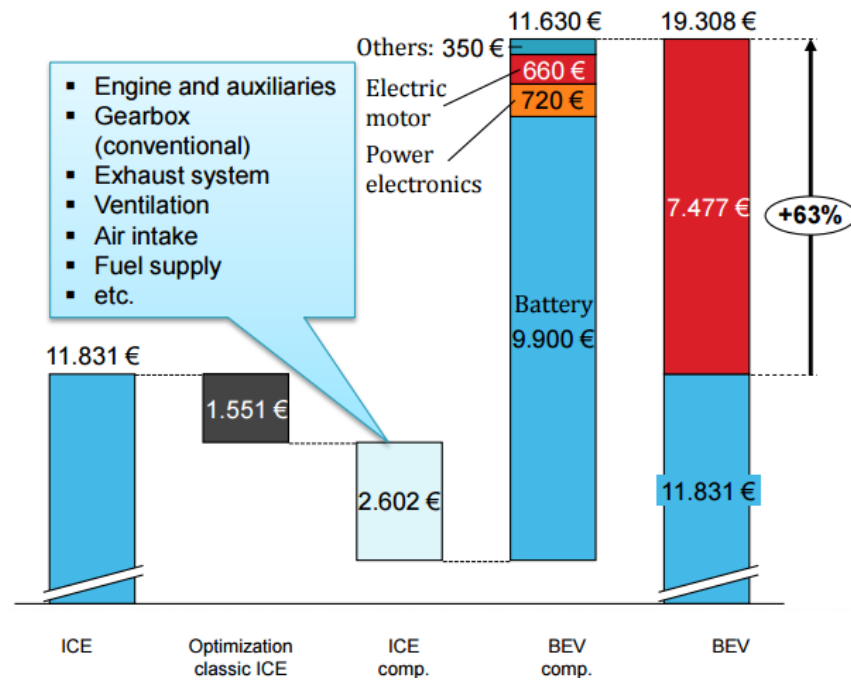 11.630 €
19.308 €
Others: 350 €
660 €
Electric
motor
720 €
Power
electronics
▪ Engine and auxiliaries
▪ Gearbox
(conventional)
▪ Exhaust system
▪ Ventilation
▪ Air intake
▪ Fuel supply
▪ etc.
7.477 €
+63%
Battery
9.900 €
11.831 €
1.551 €
2.602 €
11.831 €
ICE
Optimization
classic ICE
ICE
comp.
BEV
comp.
BEV